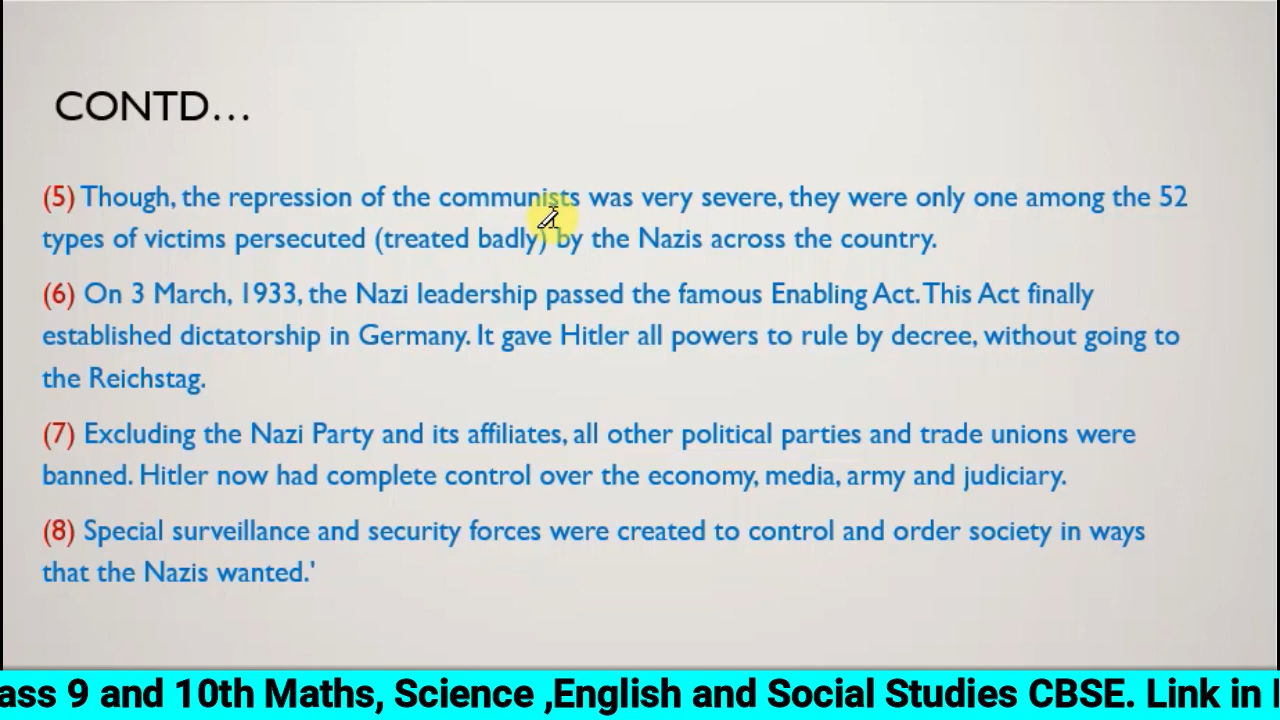 CONTD...
(5) Though, the repression of the communists was very severe, they were only one among the 52
types of victims persecuted (treated badly) by the Nazis across the country.
(6) On 3 March, 1933, the Nazi leadership passed the famous Enabling Act. This Act finally
established dictatorship in Germany. It gave Hitler all powers to rule by decree, without going to
the Reichstag.
(7) Excluding the Nazi Party and its affiliates, all other political parties and trade unions were
banned. Hitler now had complete control over the economy, media, army and judiciary.
(8) Special surveillance and security forces were created to control and order society in ways
that the Nazis wanted.'
ass 9 and 10th Maths, Science ,English and Social Studies CBSE. Link in